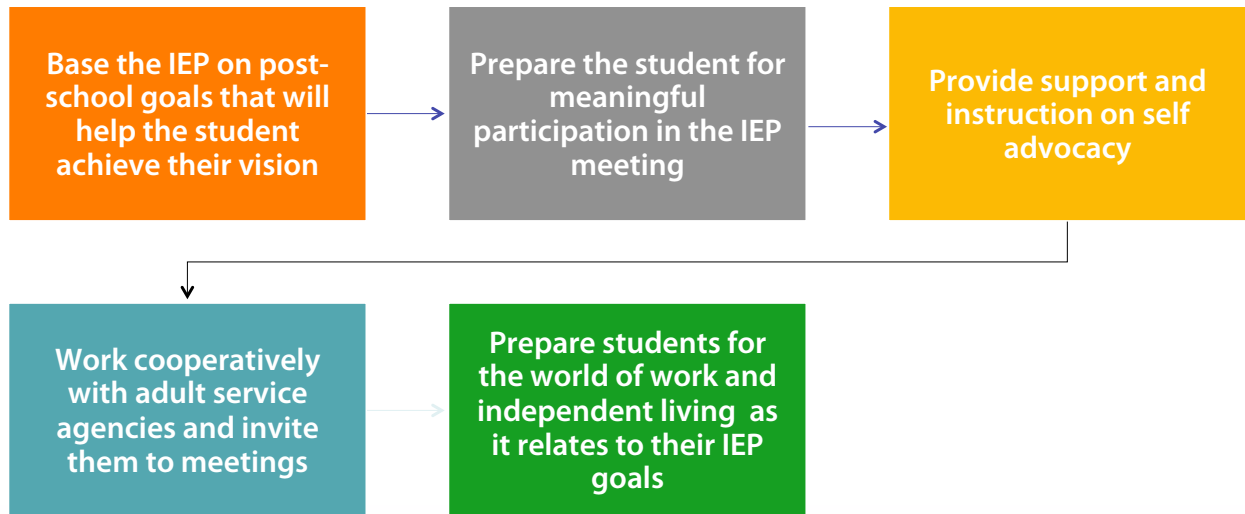 Base the IEP on post-
school goals that will
help the student
achieve their vision
Prepare the student for
meaningful
participation in the IEP
meeting
Provide support and
instruction on self
advocacy
Work cooperatively
with adult service
agencies and invite
them to meetings
Prepare students for
the world of work and
independent living  as
it relates to their IEP
goals